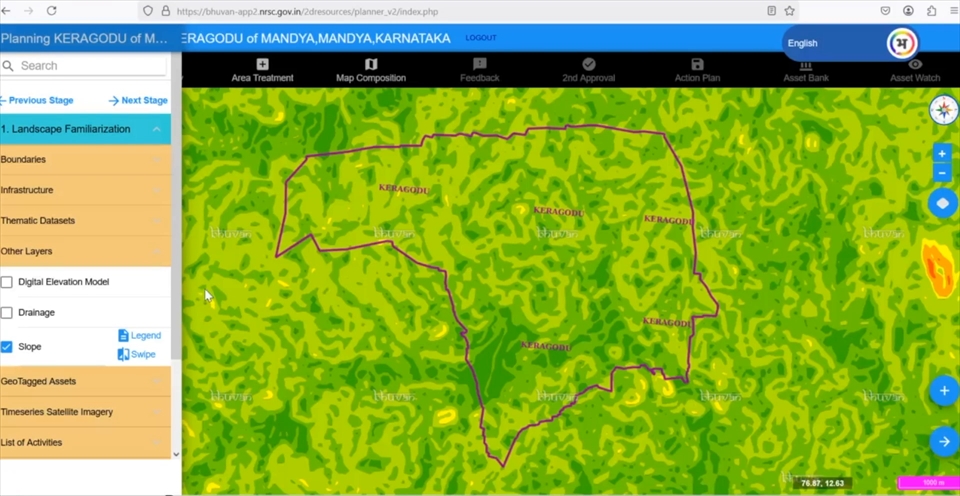 https://bhuvan-app2.nrsc.gov.in/2dresources/planner_v2/index.php
Planning KERAGODU of M...
ERAGODU of MANDYA,MANDYA,KARNATAKA
LOGOUT
English
भ
Search
Area Treatment
Map Composition
Feedback
2nd Approval
Action Plan
Asset Bank
Asset Watch
Previous Stage
Next Stage
1. Landscape Familiarization
Boundaries
Infrastructure
Thematic Datasets
Other Layers
Digital Elevation Model
Drainage
Slope
Legend
Swipe
GeoTagged Assets
Timeseries Satellite Imagery
List of Activities
KERAGODU
KERAGODU
KERAGODU
bhuvan
bhuvan
bhuvan
bhuvan
bhuvan
KERAGODU
KERAGODU
bhuvan
bhuvan
bhuvan
bhuvan
bhuvan
76.87, 12.63
1000 m